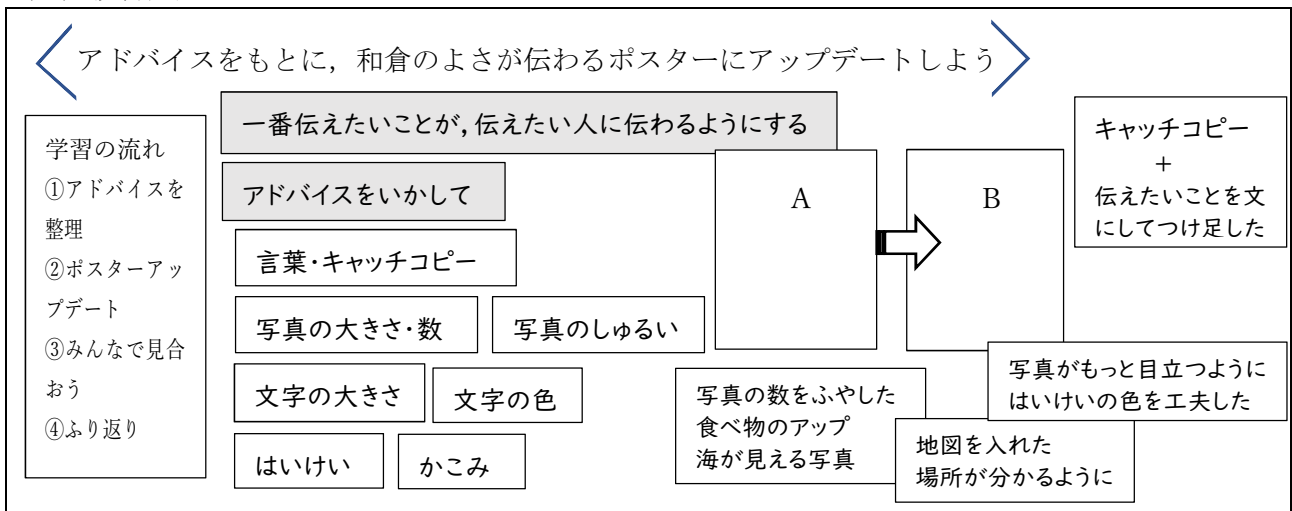 アドバイスをもとに，和倉のよさが伝わるポスターにアップデートしよう
学習の流れ
①アドバイスを
整理
②ポスターアッ
プデート
③みんなで見合
おう
④ふり返り
一番伝えたいことが，伝えたい人に伝わるようにする
アドバイスをいかして
言葉・キャッチコピー
写真の大きさ・数
写真のしゅるい
文字の大きさ
文字の色
はいけい
かこみ
A
B
キャッチコピー
＋
伝えたいことを文
にしてつけ足した
写真の数をふやした
食べ物のアップ
海が見える写真
地図を入れた
場所が分かるように
写真がもっと目立つように
はいけいの色を工夫した